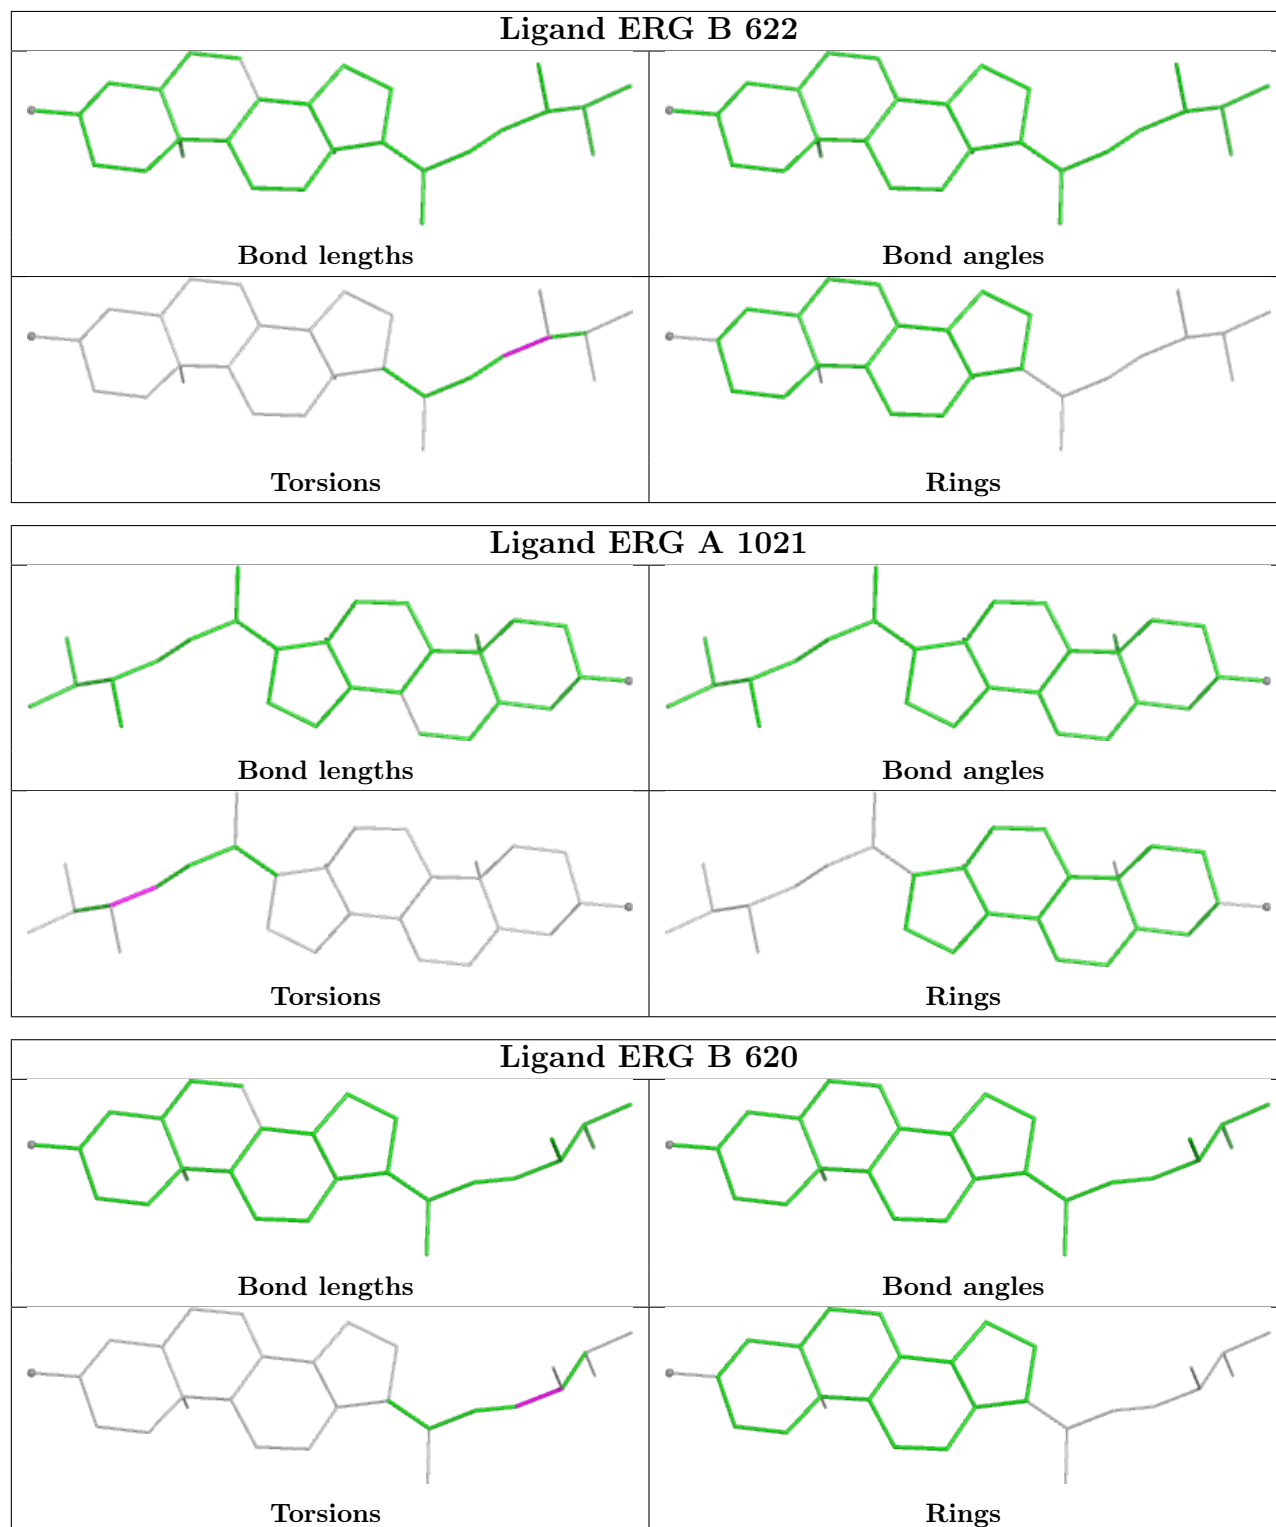 Ligand ERG B 622
Bond lengths
Bond angles
Torsions
Rings
Ligand ERG A 1021
Bond lengths
Bond angles
Torsions
Rings
Ligand ERG B 620
Bond lengths
Bond angles
Torsions
Rings